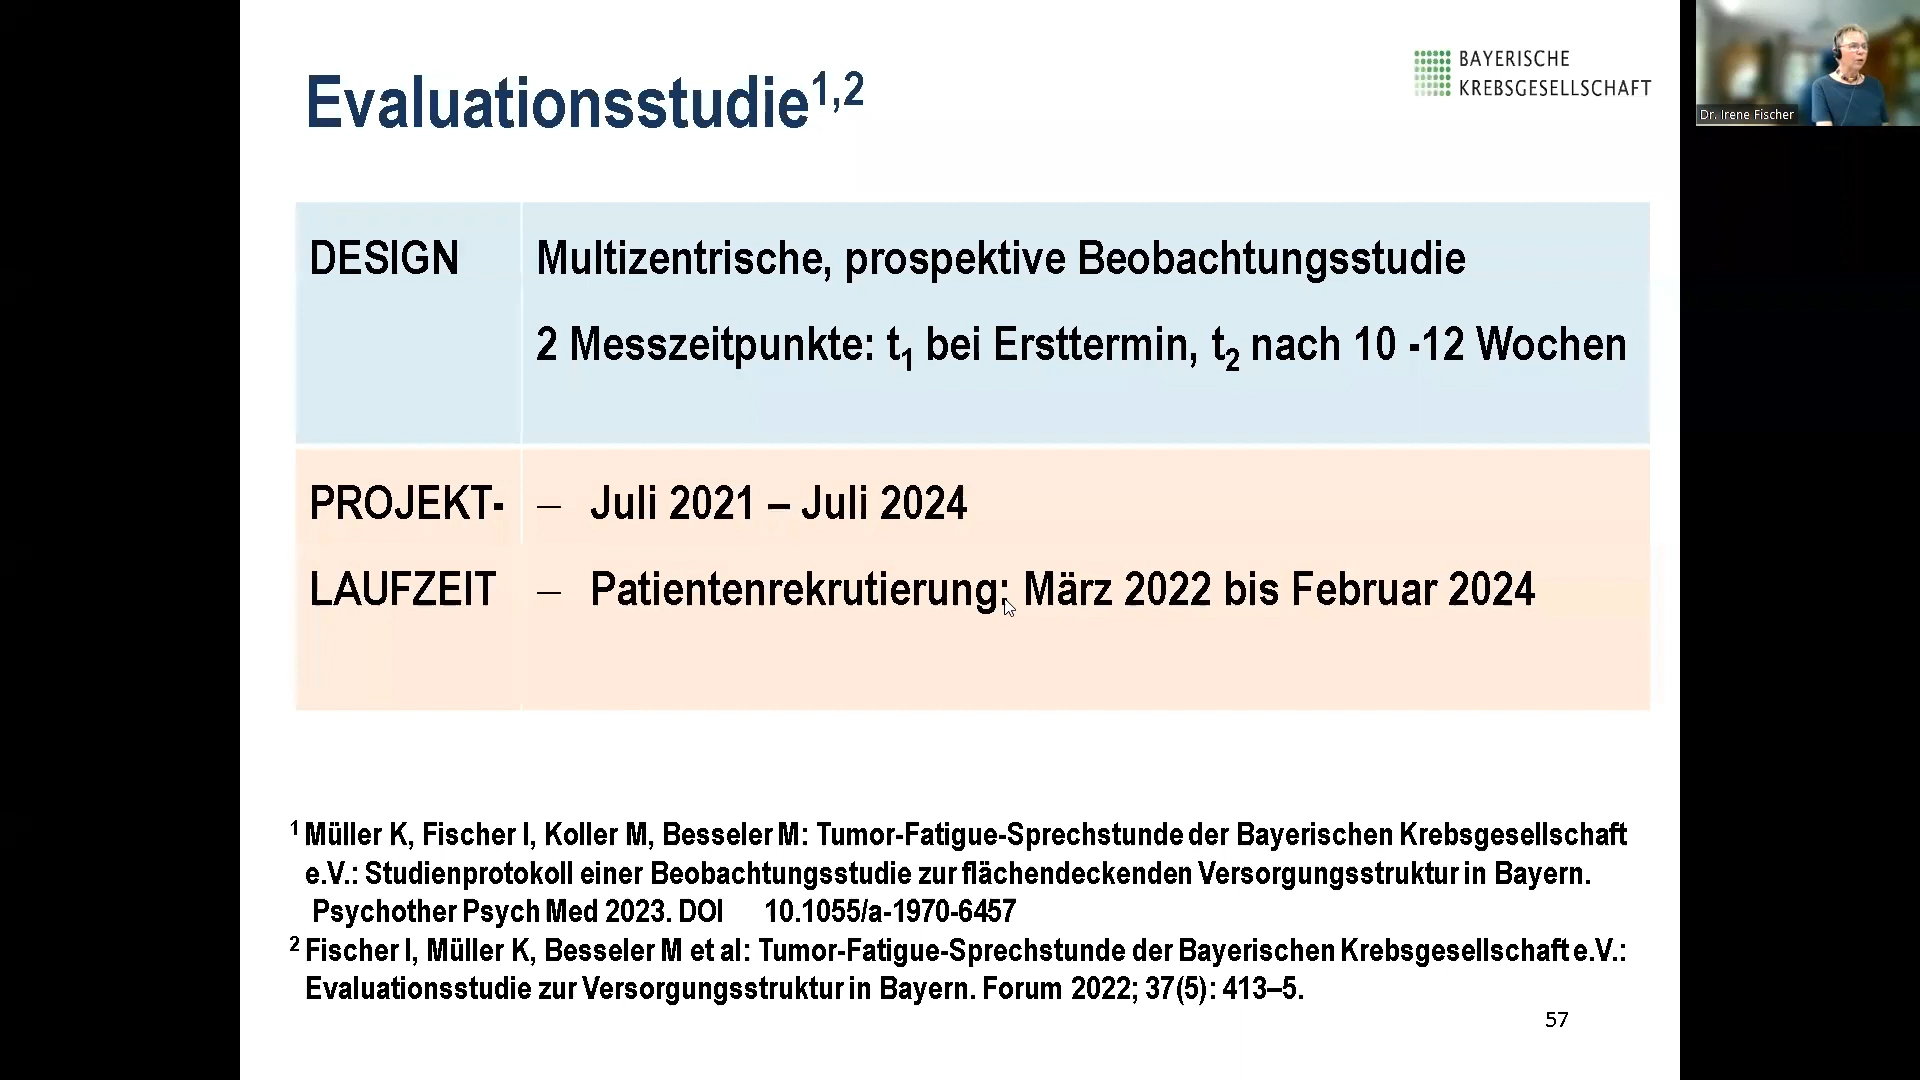 Evaluationsstudie1,2
BAYERISCHE
KREBSGESELLSCHAFT
Dr. Irene Fischer
DESIGN
Multizentrische, prospektive Beobachtungsstudie
2 Messzeitpunkte: t1 bei Ersttermin, t2 nach 10 -12 Wochen
PROJEKT-
LAUFZEIT
– Juli 2021 – Juli 2024
– Patientenrekrutierung: März 2022 bis Februar 2024
1 Müller K, Fischer I, Koller M, Besseler M: Tumor-Fatigue-Sprechstunde der Bayerischen Krebsgesellschaft
e.V.: Studienprotokoll einer Beobachtungsstudie zur flächendeckenden Versorgungsstruktur in Bayern.
Psychother Psych Med 2023. DOI 10.1055/a-1970-6457
2 Fischer I, Müller K, Besseler M et al: Tumor-Fatigue-Sprechstunde der Bayerischen Krebsgesellschaft e.V.:
Evaluationsstudie zur Versorgungsstruktur in Bayern. Forum 2022; 37(5): 413–5.
57